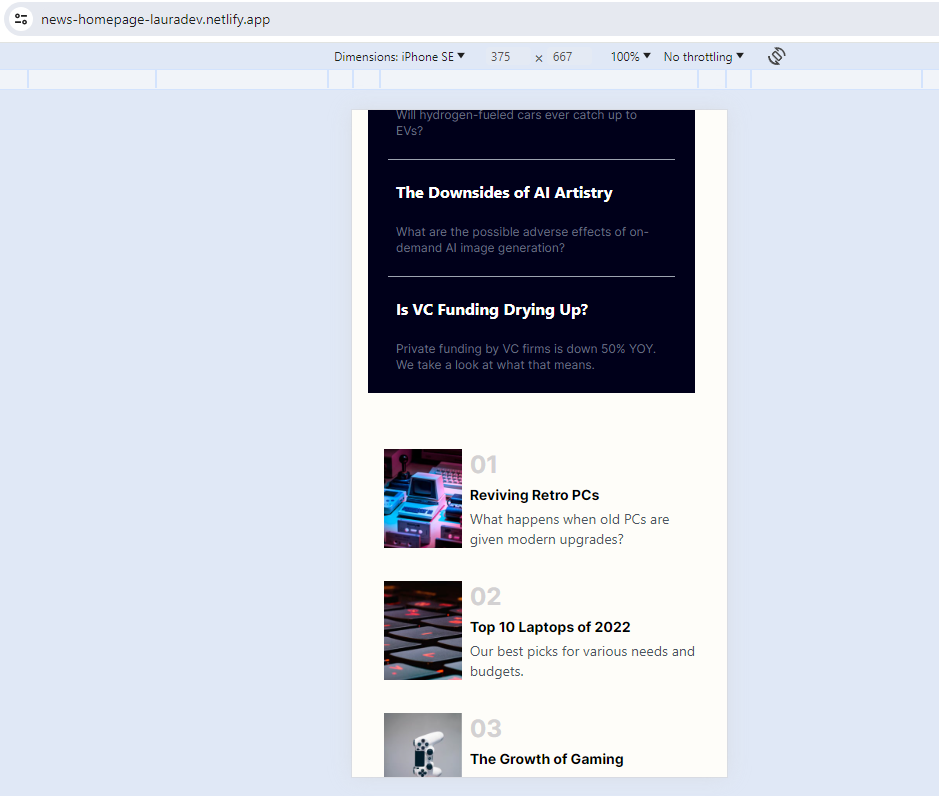 news-homepage-lauradev.netlify.app
Dimensions: iPhone SE 375 × 667 100% No throttling
Will hydrogen-fueled cars ever catch up to
EVs?
The Downsides of AI Artistry
What are the possible adverse effects of on-
demand AI image generation?
Is VC Funding Drying Up?
Private funding by VC firms is down 50% YOY.
We take a look at what that means.
01
Reviving Retro PCs
What happens when old PCs are
given modern upgrades?
02
Top 10 Laptops of 2022
Our best picks for various needs and
budgets.
03
The Growth of Gaming